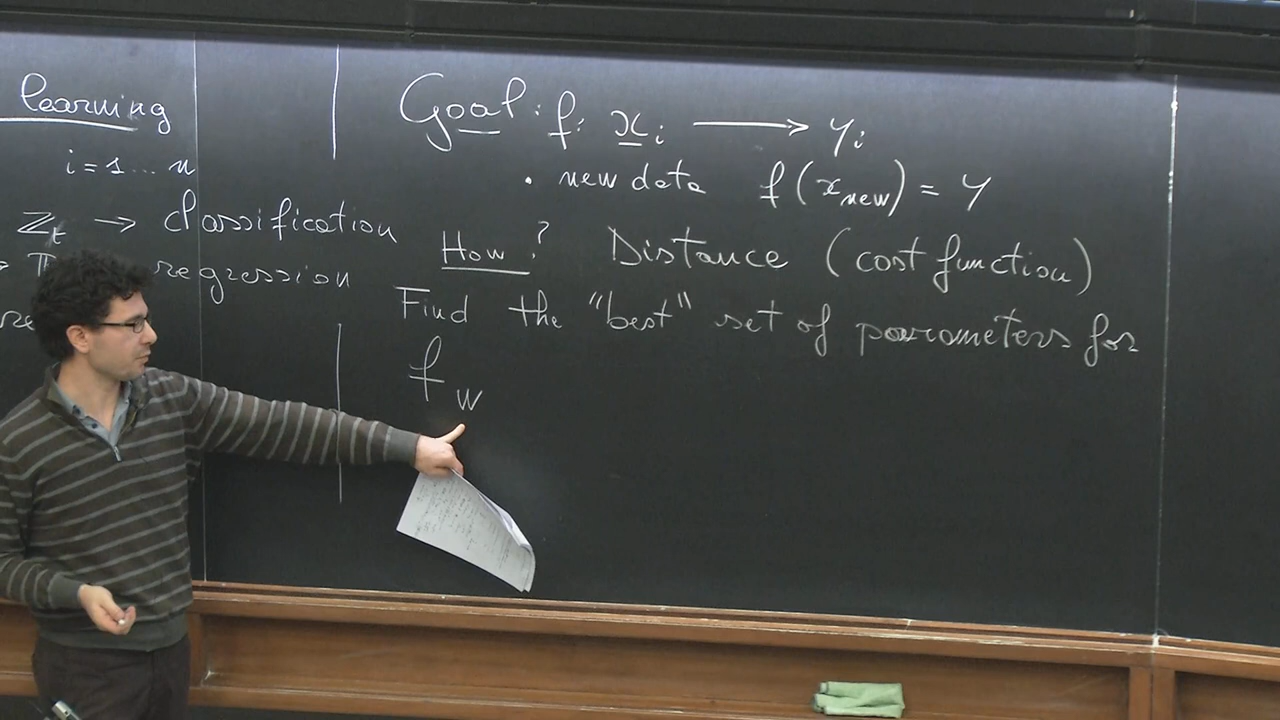 learning
i = 1 ... n
ℤ_t → classification
regression
Goal: f: x_i → y_i
· new data f(x_new) = y
How? Distance (cost function)
Find the "best" set of parameters for
f_w